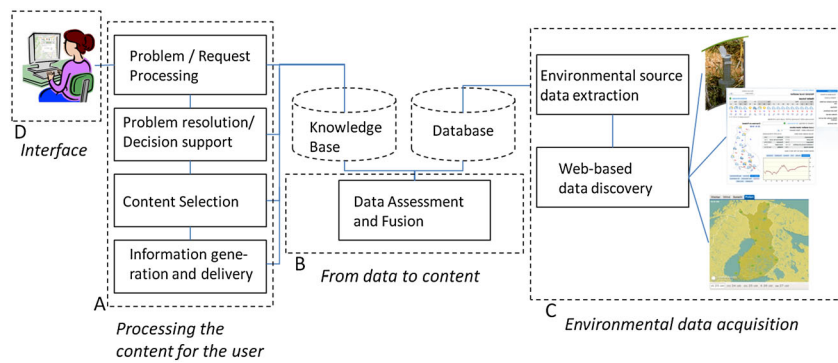 D
Interface
Problem / Request
Processing
Problem resolution/
Decision support
Content Selection
Information gene-
ration and delivery
A
Processing the
content for the user
Knowledge
Base
Database
Data Assessment
and Fusion
B
From data to content
Environmental source
data extraction
Web-based
data discovery
C
Environmental data acquisition